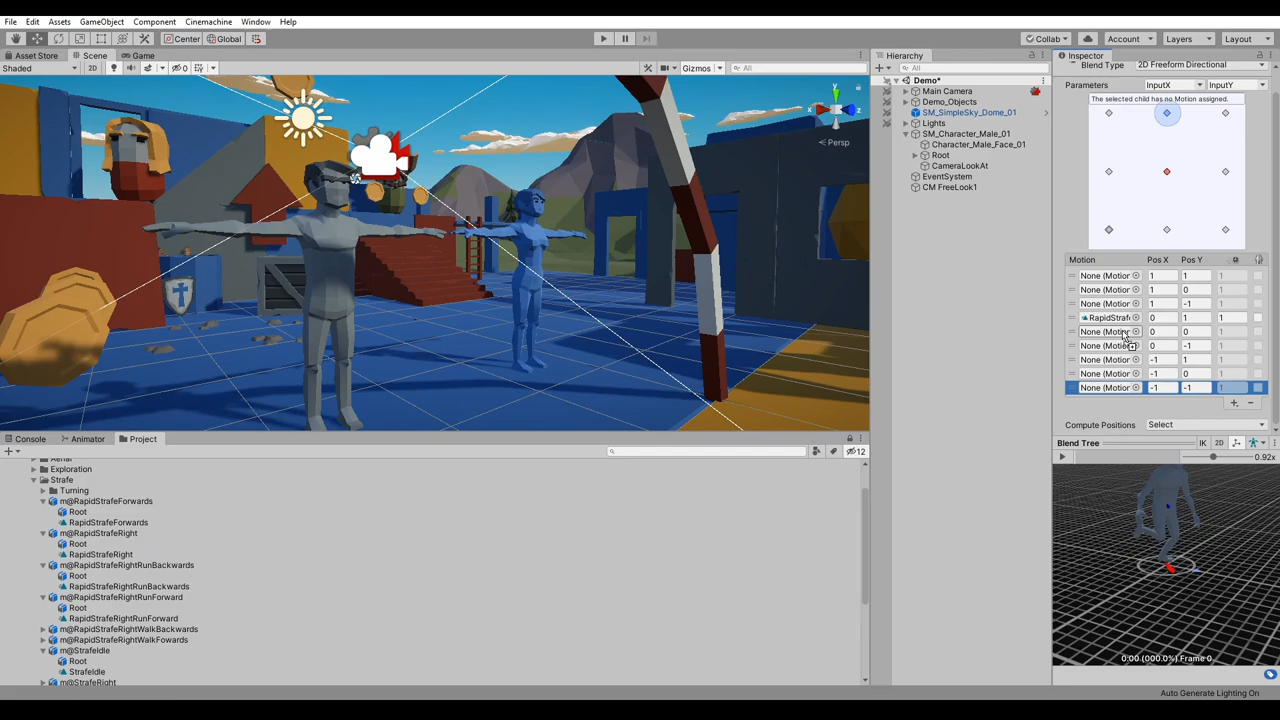 File Edit Assets GameObject Component Cinemachine Window Help
Center Global Collab Account Layers Layout
Asset Store Scene Game
Shaded 2D 0 Gizmos All
Persp
Hierarchy
All
Demo*
Main Camera
Demo_Objects
SM_SimpleSky_Dome_01
Lights
SM_Character_Male_01
Character_Male_Face_01
Root
CameraLookAt
EventSystem
CM FreeLook1
Inspector
Blend Type 2D Freeform Directional
Parameters InputX InputY
The selected child has no Motion assigned.
Motion Pos X Pos Y
None (Motion 1 1 1
None (Motion 1 0 1
None (Motion 1 -1 1
RapidStrafe 0 1 1
None (Motion 0 0 1
None (Motion 0 -1 1
None (Motion -1 1 1
None (Motion -1 0 1
None (Motion -1 -1 1
Compute Positions Select
Blend Tree IK 2D
0.92x
0:00 (000.0%) Frame 0
Auto Generate Lighting On
Console Animator Project
12
Aerial
Exploration
Strafe
Turning
m@RapidStrafeForwards
Root
RapidStrafeForwards
m@RapidStrafeRight
Root
RapidStrafeRight
m@RapidStrafeRightRunBackwards
Root
RapidStrafeRightRunBackwards
m@RapidStrafeRightRunForward
Root
RapidStrafeRightRunForward
m@RapidStrafeRightWalkBackwards
m@RapidStrafeRightWalkFowards
m@StrafeIdle
Root
StrafeIdle
m@StrafeRight